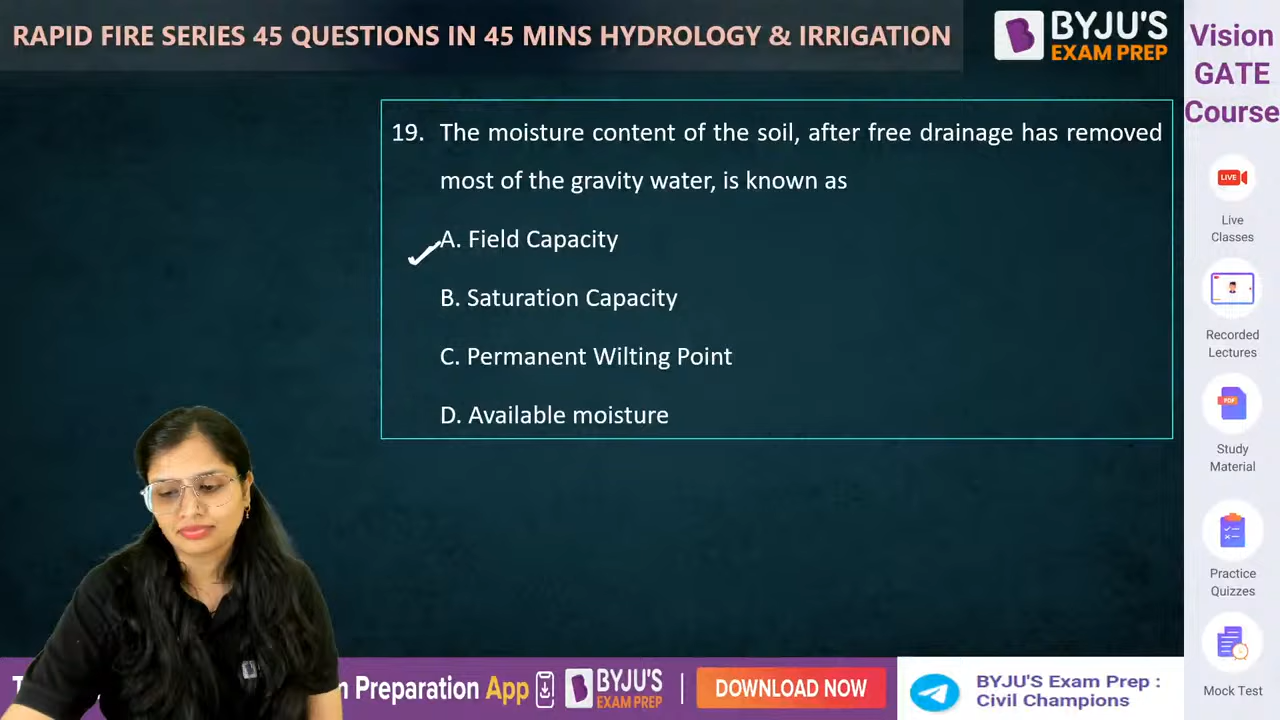 RAPID FIRE SERIES 45 QUESTIONS IN 45 MINS HYDROLOGY & IRRIGATION
BYJU'S
EXAM PREP
Vision
GATE
Course
19. The moisture content of the soil, after free drainage has removed
most of the gravity water, is known as
A. Field Capacity
B. Saturation Capacity
C. Permanent Wilting Point
D. Available moisture
LIVE
Live
Classes
Recorded
Lectures
PDF
Study
Material
Practice
Quizzes
Mock Test
Preparation App
BYJU'S
EXAM PREP
DOWNLOAD NOW
BYJU'S Exam Prep :
Civil Champions